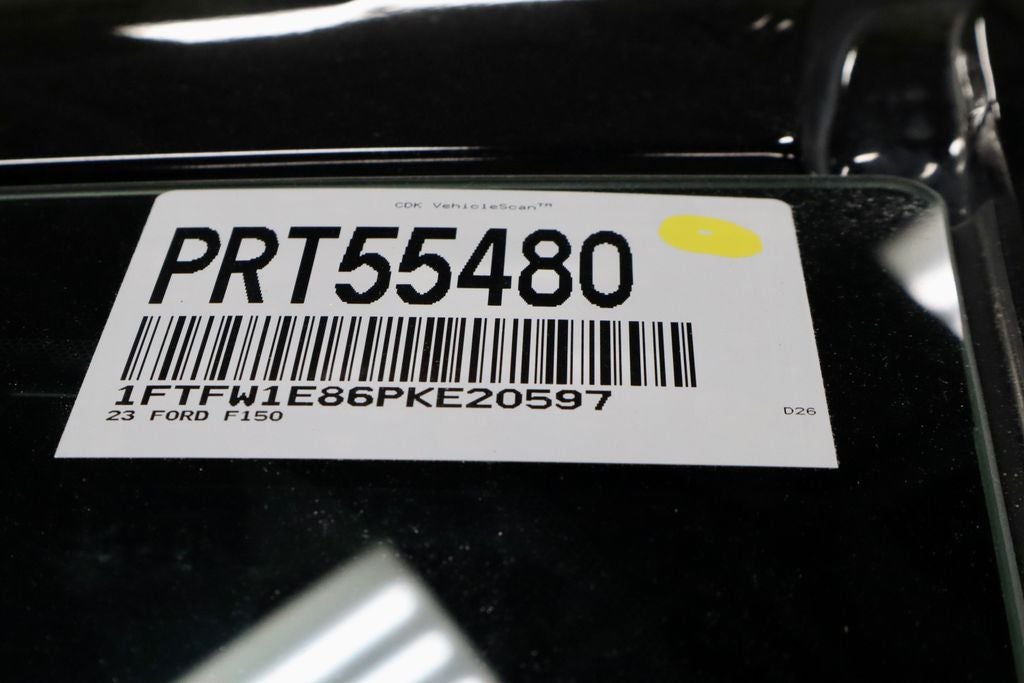 CDK VehicleScan™
PRT55480
1FTFW1E86PKE20597
23 FORD F150
D26